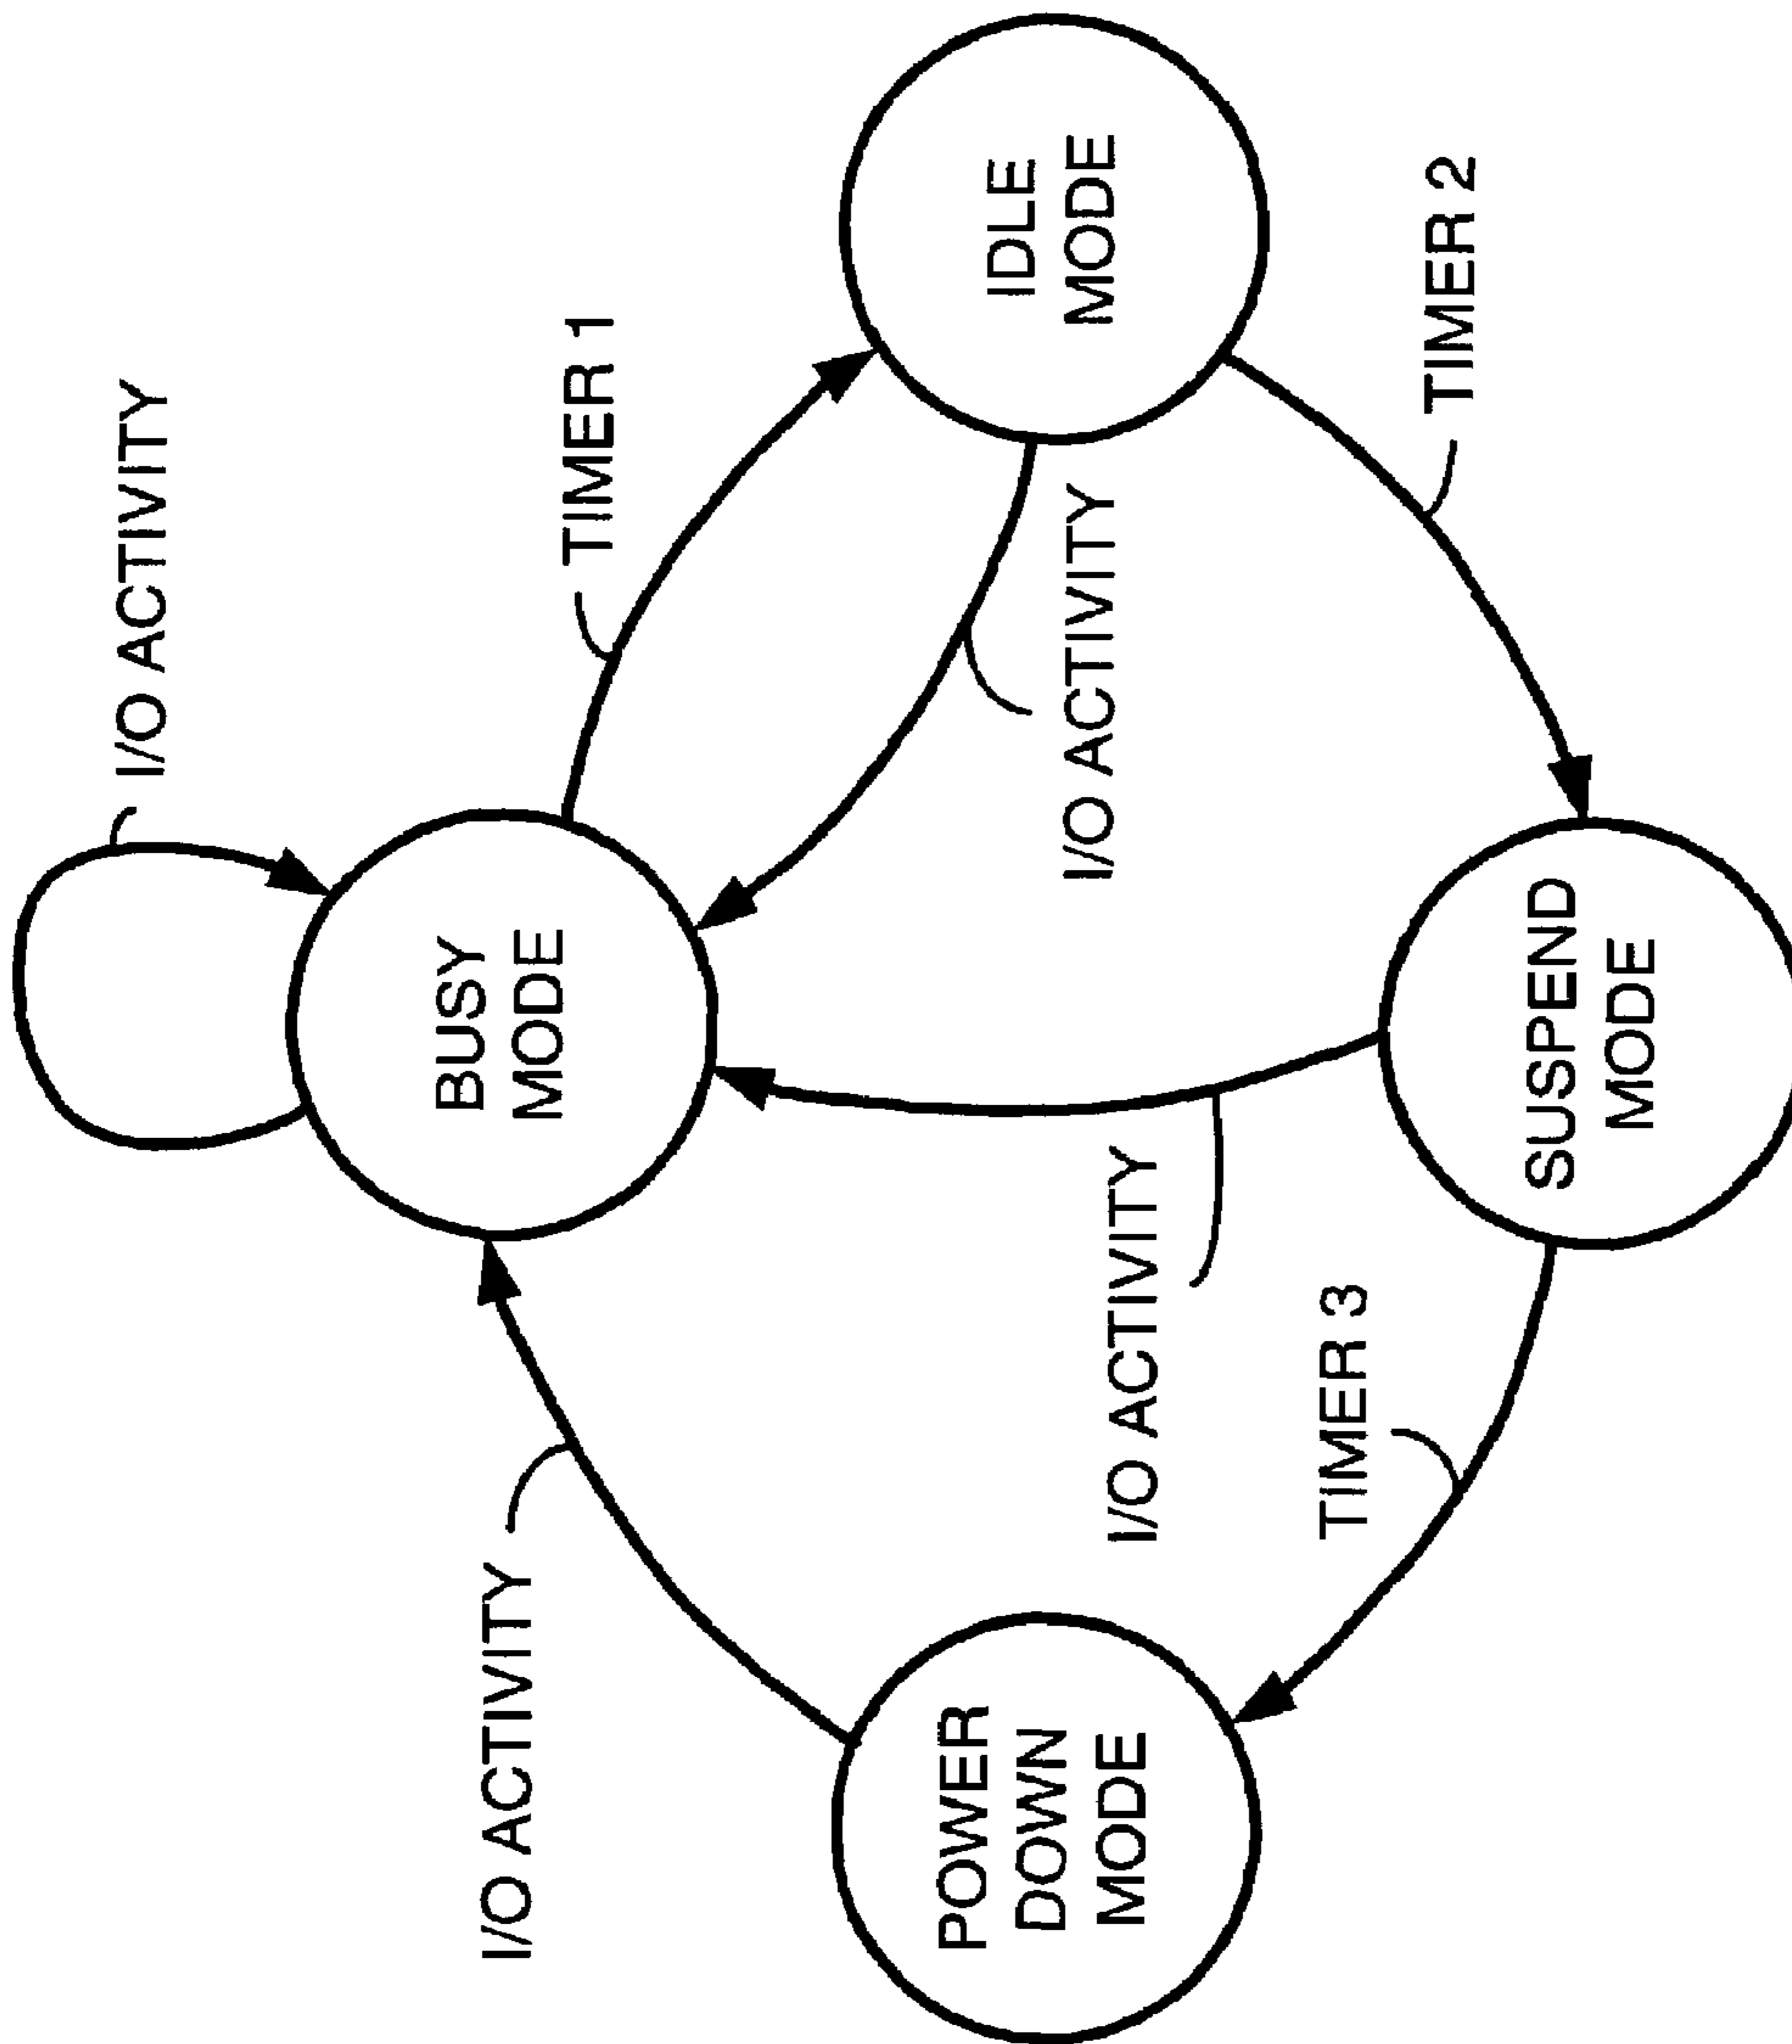 I/O ACTIVITY
BUSY
MODE
I/O ACTIVITY
TIMER 1
POWER
DOWN
MODE
I/O ACTIVITY
I/O ACTIVITY
IDLE
MODE
TIMER 3
TIMER 2
SUSPEND
MODE